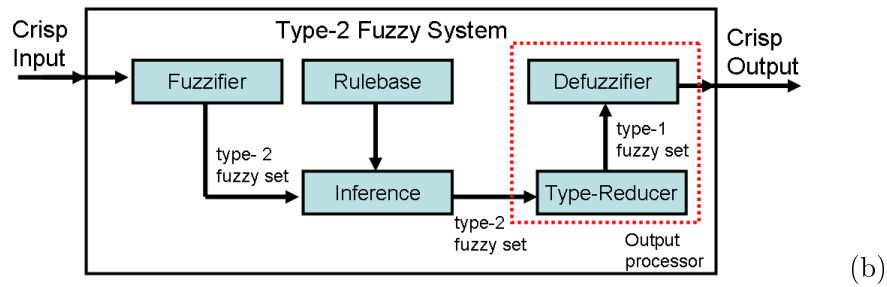 Type-2 Fuzzy System
Crisp
Input
Crisp
Output
Fuzzifier
Rulebase
Defuzzifier
type- 2
fuzzy set
type-1
fuzzy set
Inference
Type-Reducer
type-2
fuzzy set
Output
processor
(b)